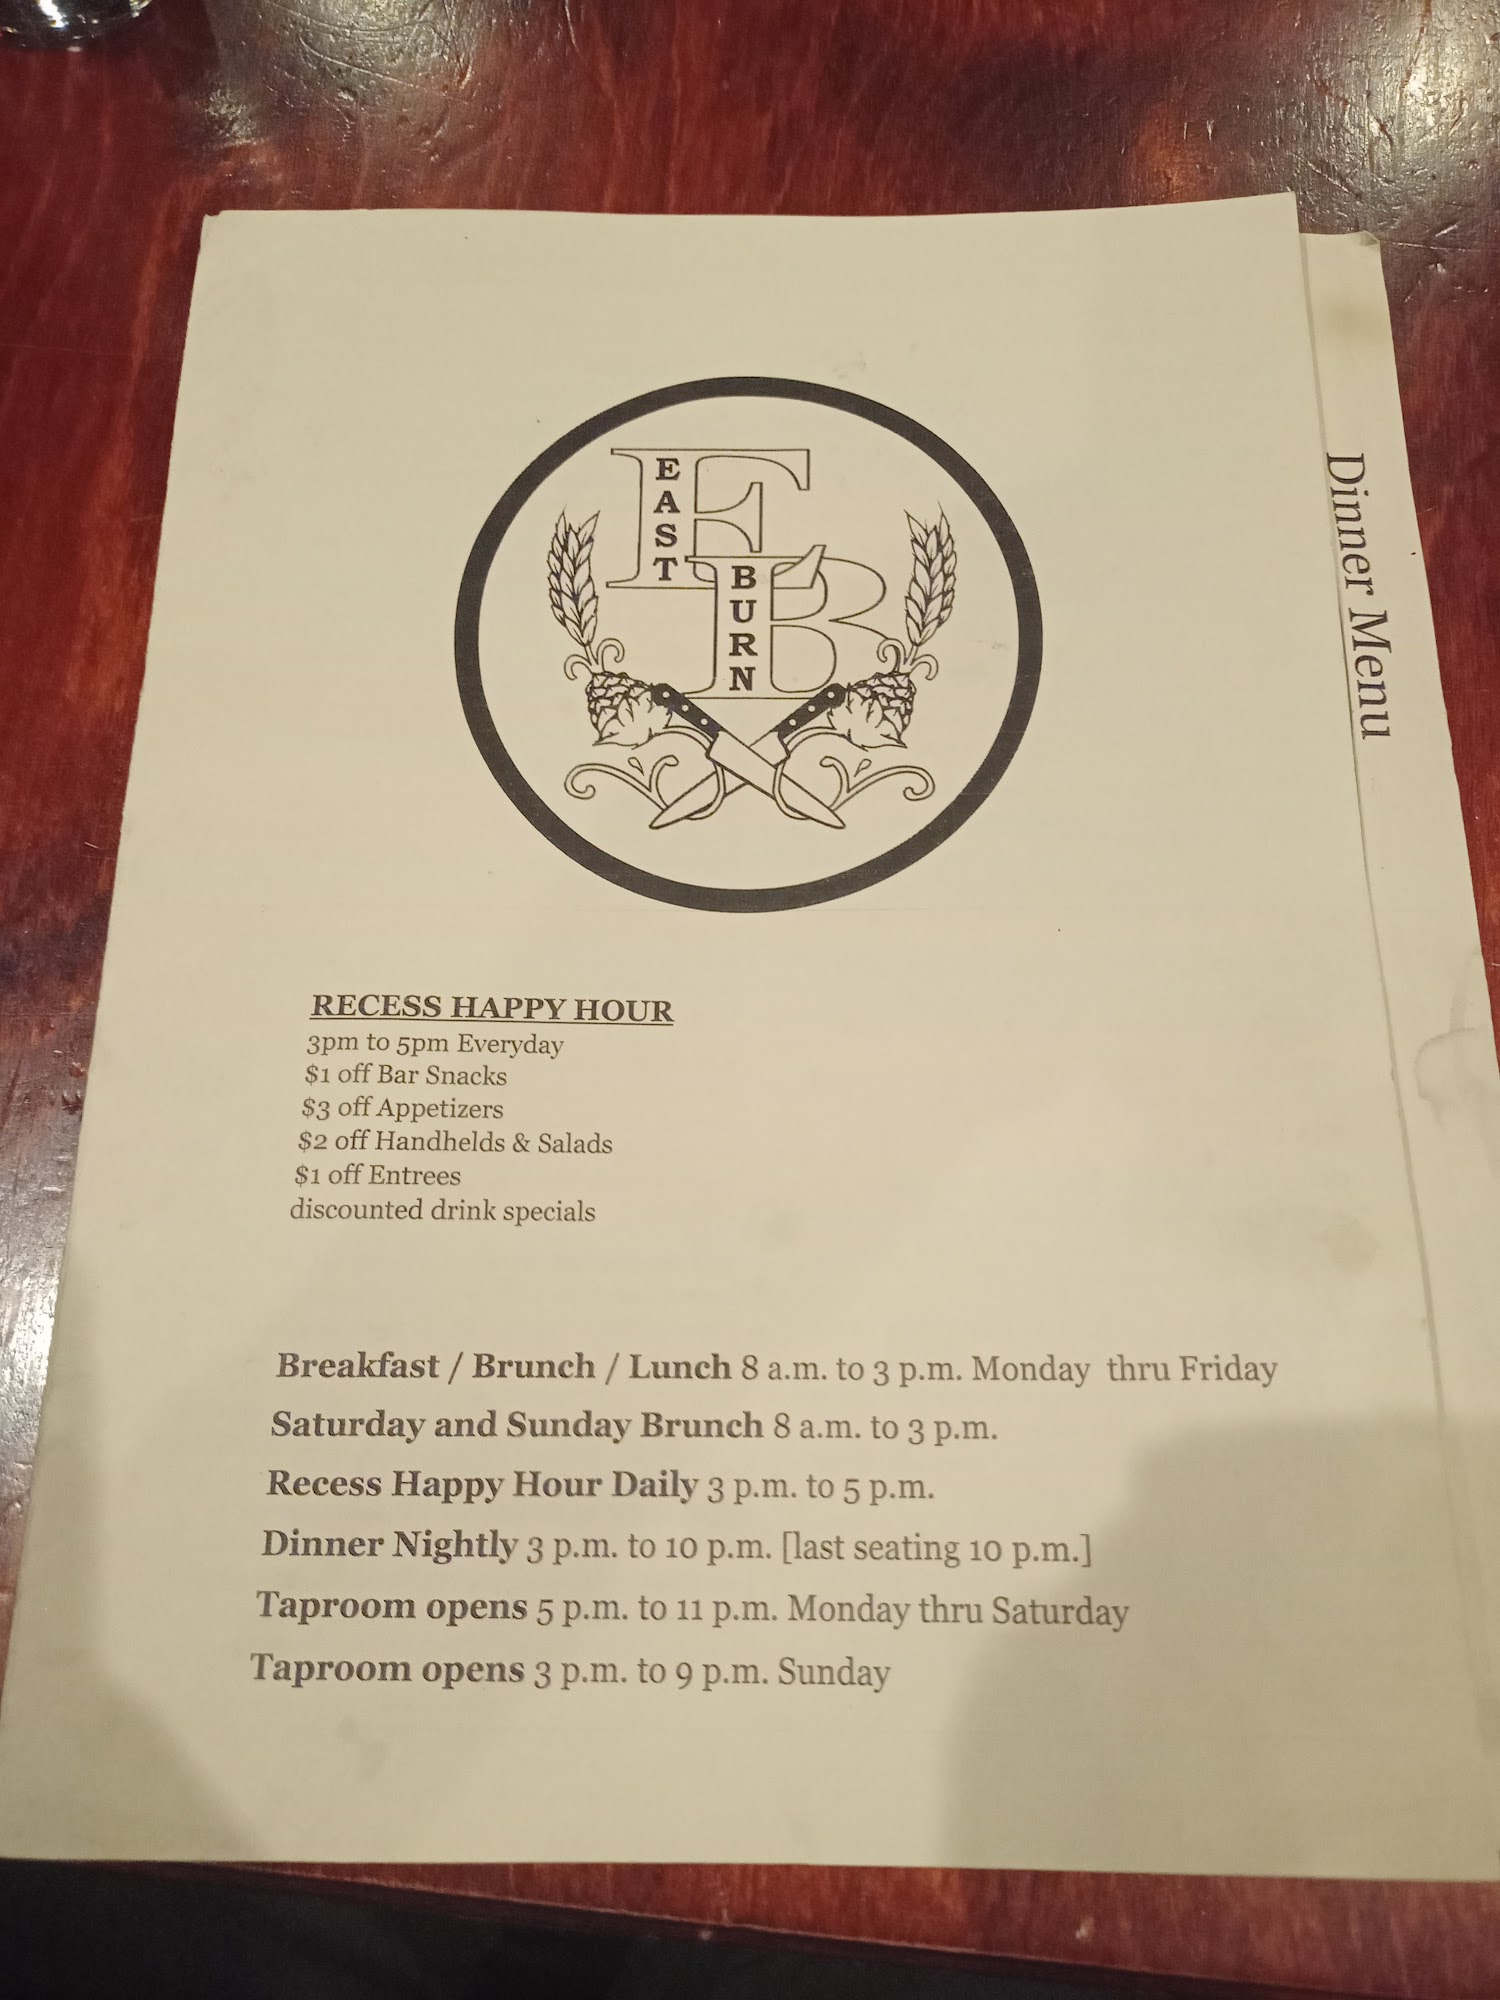 EAST
BURN
RECESS HAPPY HOUR
3pm to 5pm Everyday
$1 off Bar Snacks
$3 off Appetizers
$2 off Handhelds & Salads
$1 off Entrees
discounted drink specials
Breakfast / Brunch / Lunch 8 a.m. to 3 p.m. Monday thru Friday
Saturday and Sunday Brunch 8 a.m. to 3 p.m.
Recess Happy Hour Daily 3 p.m. to 5 p.m.
Dinner Nightly 3 p.m. to 10 p.m. [last seating 10 p.m.]
Taproom opens 5 p.m. to 11 p.m. Monday thru Saturday
Taproom opens 3 p.m. to 9 p.m. Sunday
Dinner Menu